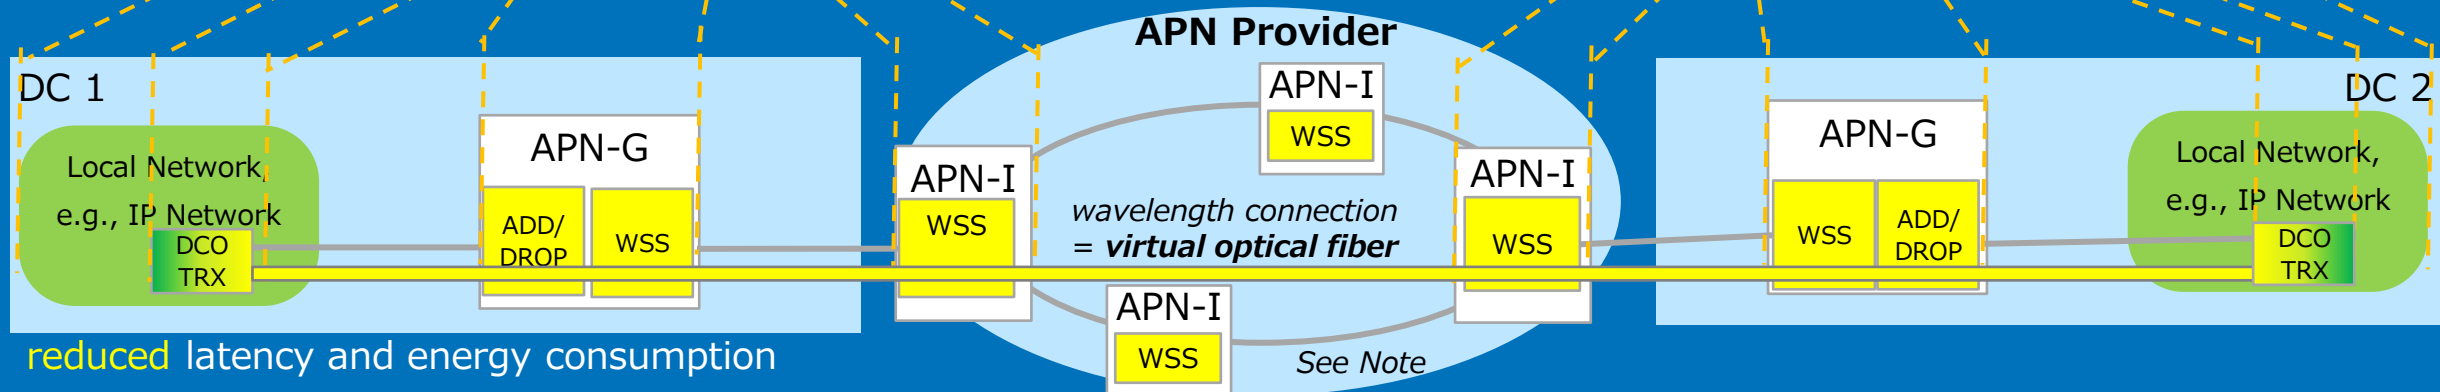 APN Provider
DC 1
Local Network,
e.g., IP Network
DCO
TRX
APN-G
ADD/
DROP
WSS
APN-I
WSS
APN-I
WSS
wavelength connection
= virtual optical fiber
APN-I
WSS
See Note
APN-I
WSS
DC 2
APN-G
WSS
ADD/
DROP
Local Network,
e.g., IP Network
DCO
TRX
reduced latency and energy consumption